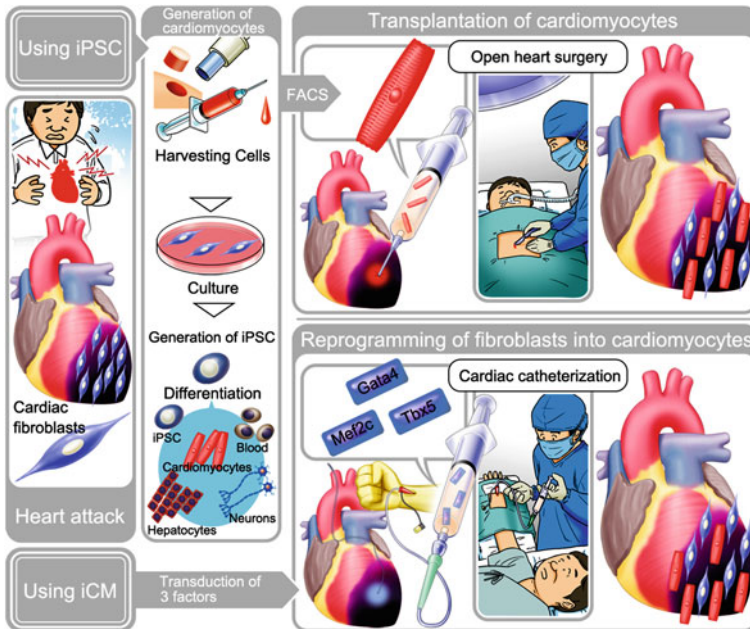 Using iPSC
Generation of
cardiomyocytes
Harvesting Cells
Culture
Generation of iPSC
Differentiation
iPSC
Blood
Cardiomyocytes
Hepatocytes
Neurons
Cardiac
fibroblasts
Heart attack
FACS
Transplantation of cardiomyocytes
Open heart surgery
Reprogramming of fibroblasts into cardiomyocytes
Gata4
Mef2c
Tbx5
Cardiac catheterization
Using iCM
Transduction of
3 factors